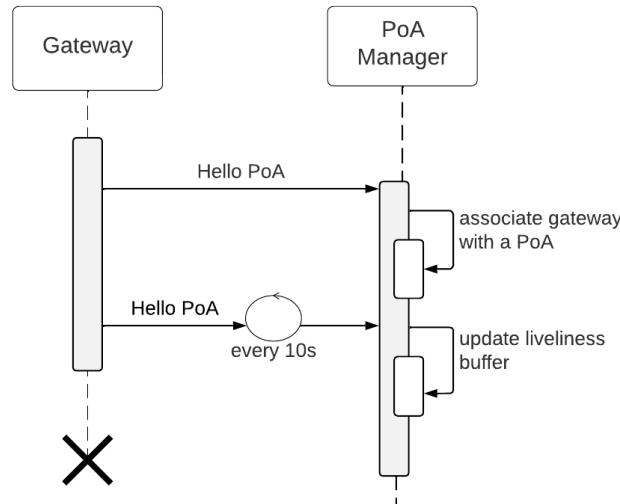 Gateway
PoA
Manager
Hello PoA
associate gateway
with a PoA
Hello PoA
every 10s
update liveliness
buffer